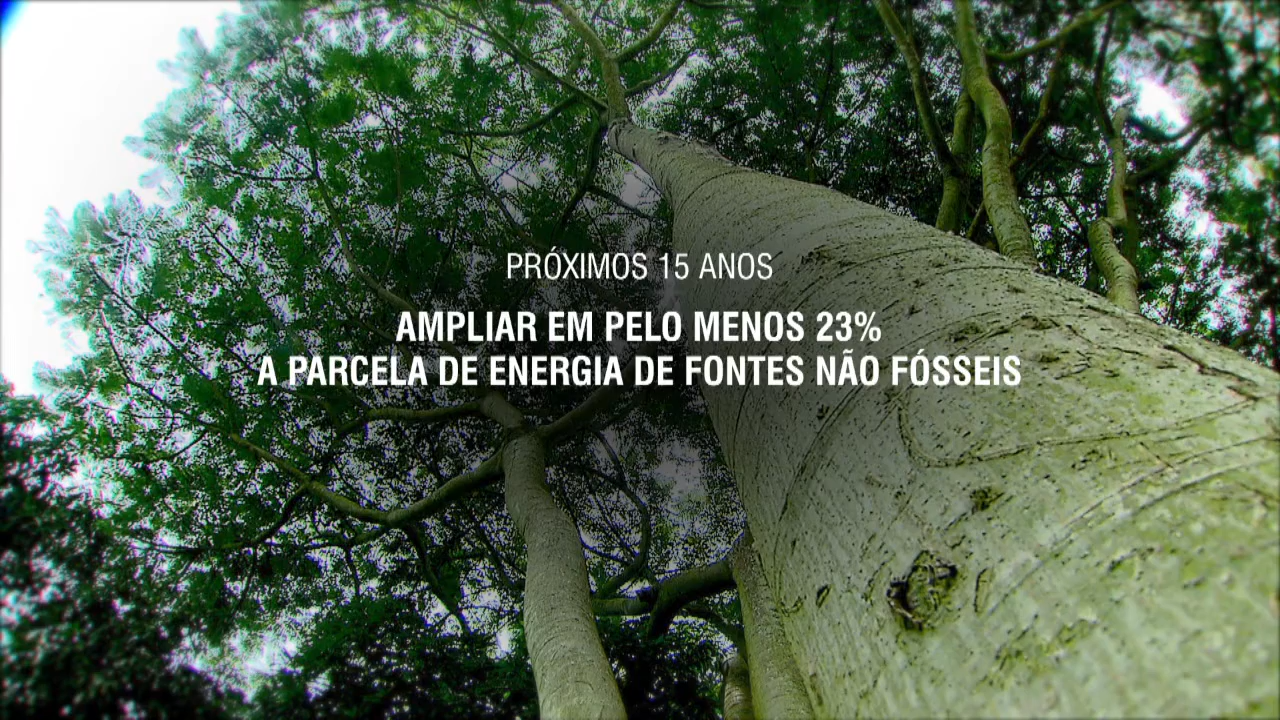 PRÓXIMOS 15 ANOS
AMPLIAR EM PELO MENOS 23%
A PARCELA DE ENERGIA DE FONTES NÃO FÓSSEIS